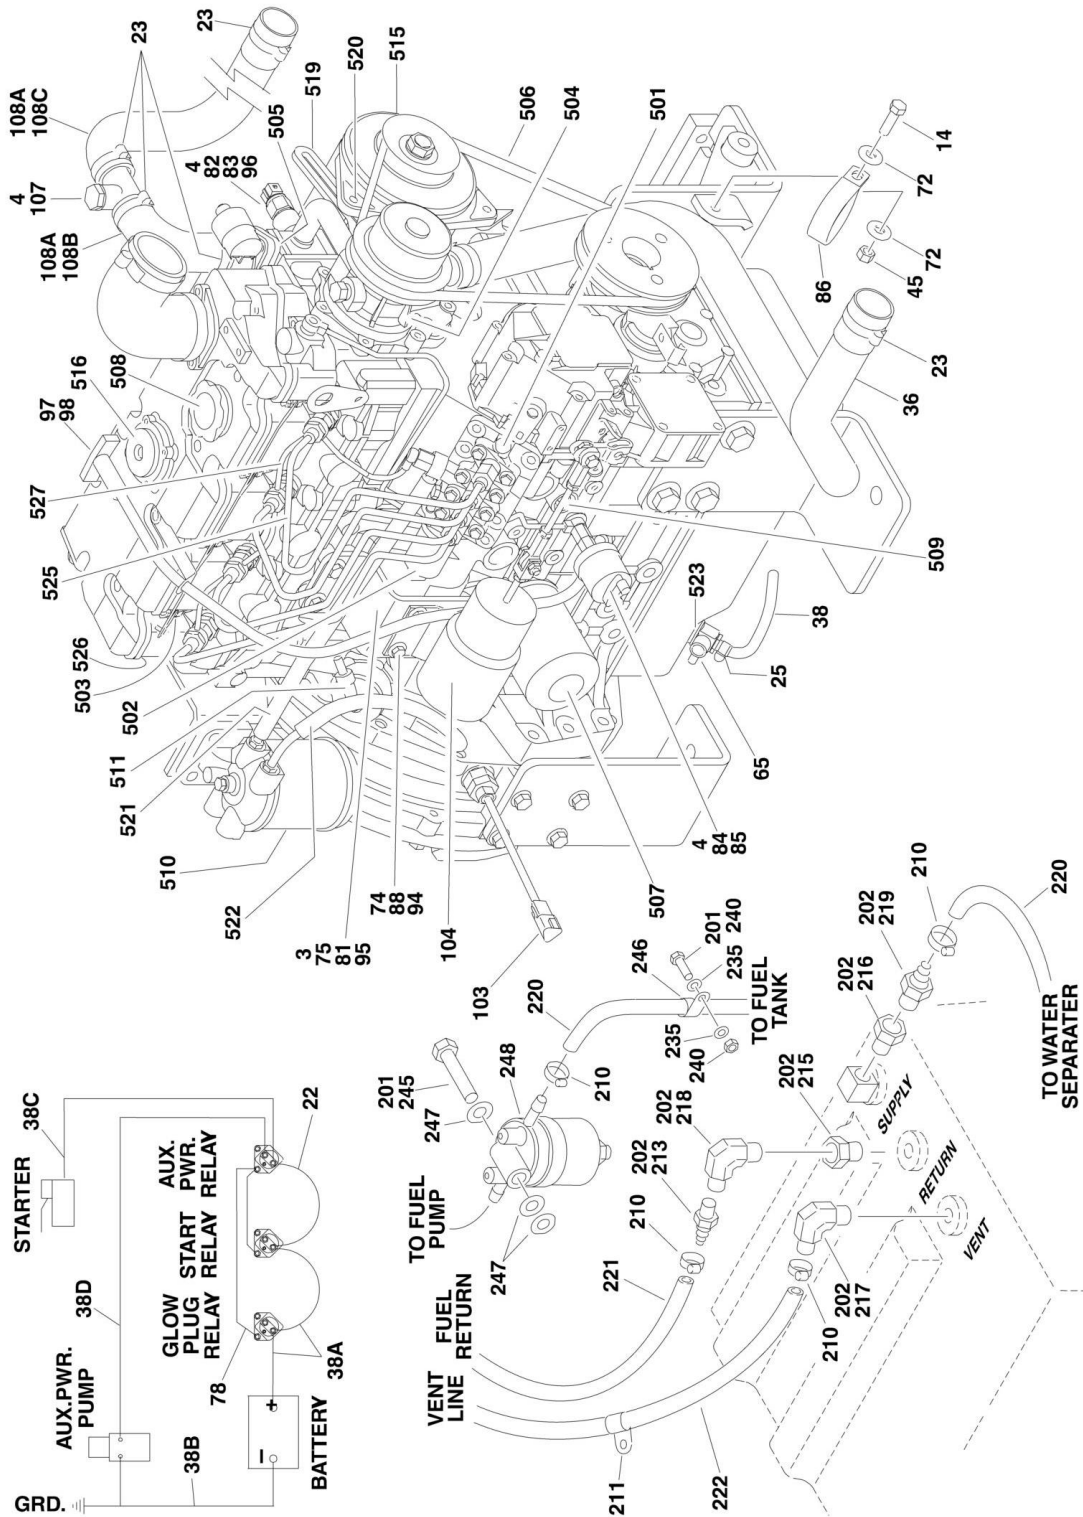 STARTER
38C
GRD.
AUX.PWR.
PUMP
38D
38B
BATTERY
+
−
GLOW
PLUG
RELAY
START
RELAY
AUX.
PWR.
RELAY
78
38A
22
510
522
521
511
502
503
526
525
527
97
98
516
508
108A
108B
4
107
108A
108C
23
23
505
4
82
83
96
519
520
515
506
504
501
14
72
72
45
86
23
36
509
523
38
25
65
4
84
85
507
3
75
81
95
74
88
94
104
103
TO FUEL
PUMP
201
245
247
247
248
210
220
246
201
240
235
235
240
TO FUEL
TANK
VENT
LINE
FUEL
RETURN
221
210
202
213
202
218
202
215
202
216
202
219
210
220
TO WATER
SEPARATER
SUPPLY
RETURN
VENT
202
217
210
211
222